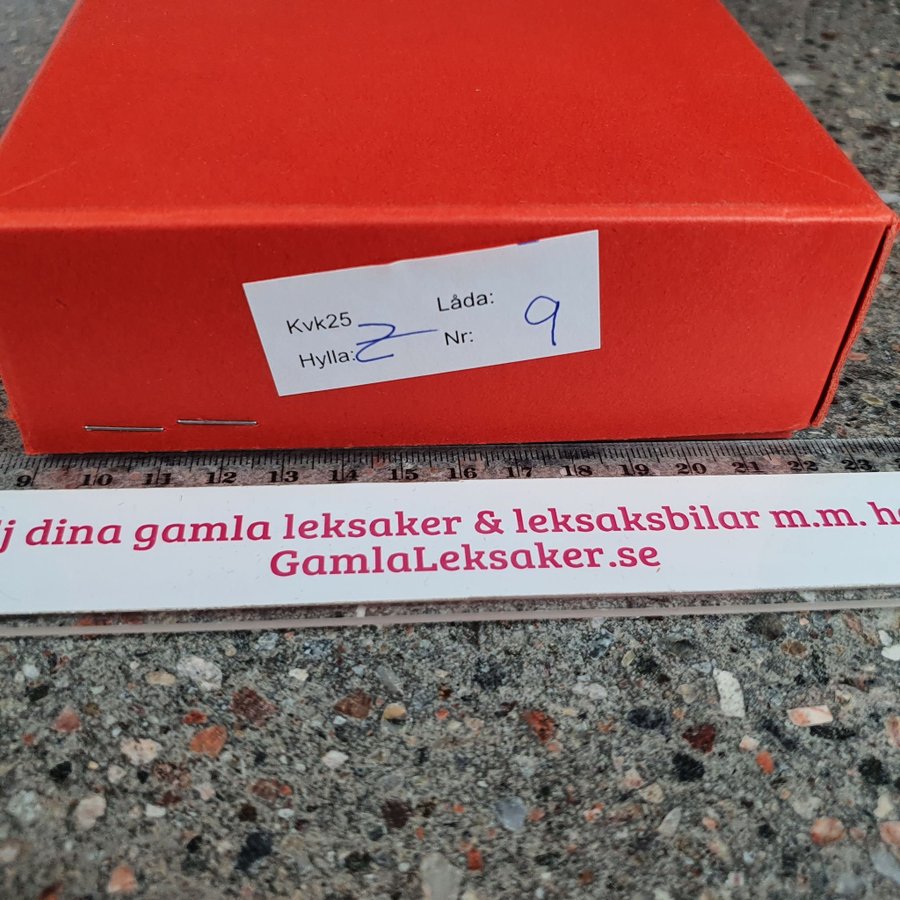 Kvk25 Låda:
Hylla: Z Nr: 9
9 10 11 12 13 14 15 16 17 18 19 20 21 22 23
j dina gamla leksaker & leksaksbilar m.m. h
GamlaLeksaker.se